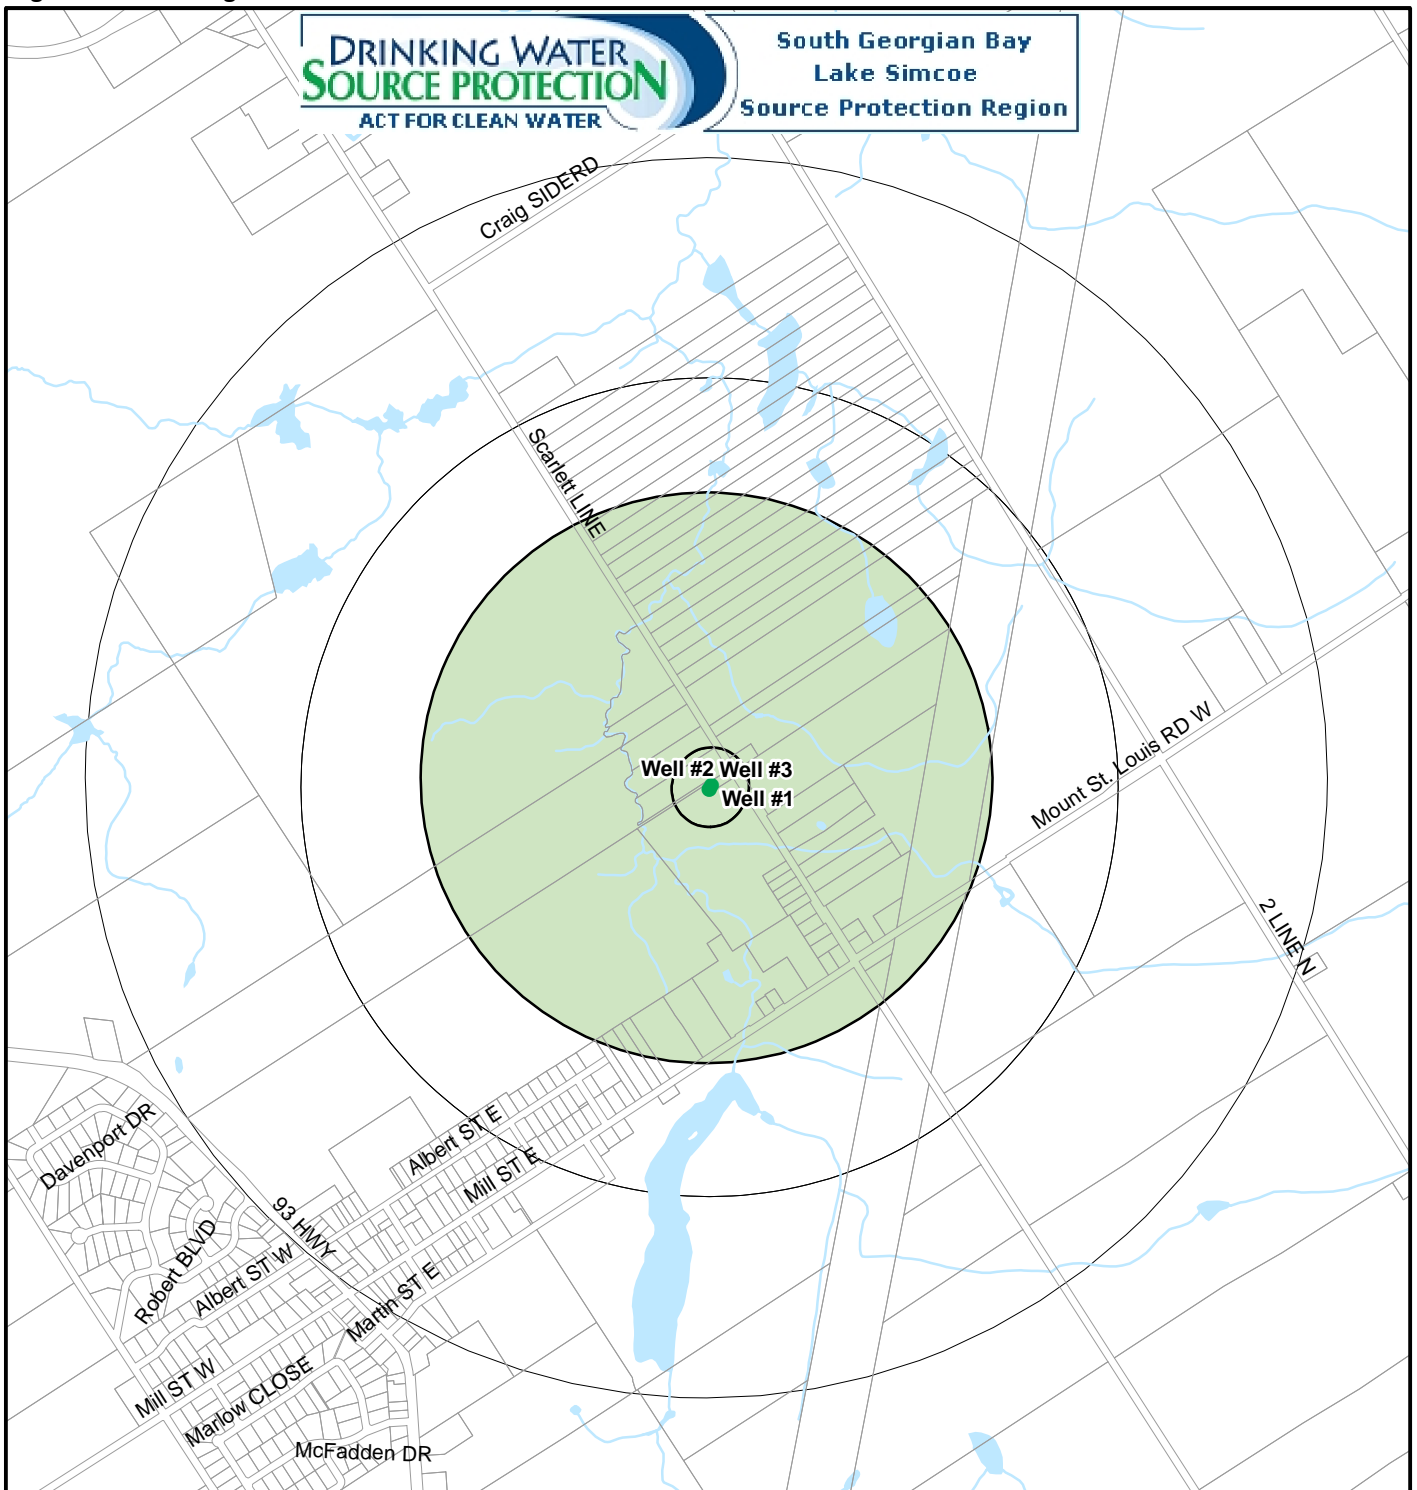 DRINKING WATER
SOURCE PROTECTION
ACT FOR CLEAN WATER
South Georgian Bay
Lake Simcoe
Source Protection Region
Craig SIDERD
Scarlett LINE
Well #2 Well #3
Well #1
Mount St. Louis RD W
2 LINE N
Davenport DR
Albert ST E
Mill ST E
93 HWY
Robert BLVD
Albert ST W
Martin ST E
Mill ST W
Marlow CLOSE
McFadden DR